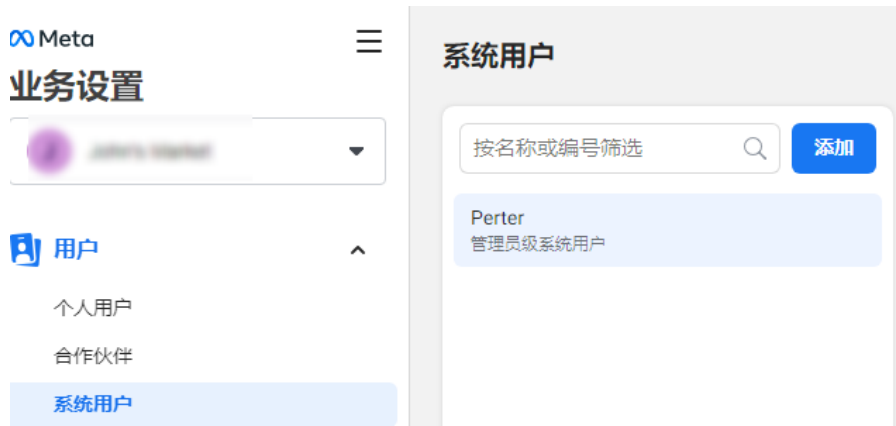 Meta
业务设置
用户
个人用户
合作伙伴
系统用户
系统用户
按名称或编号筛选
添加
Perter
管理员级系统用户